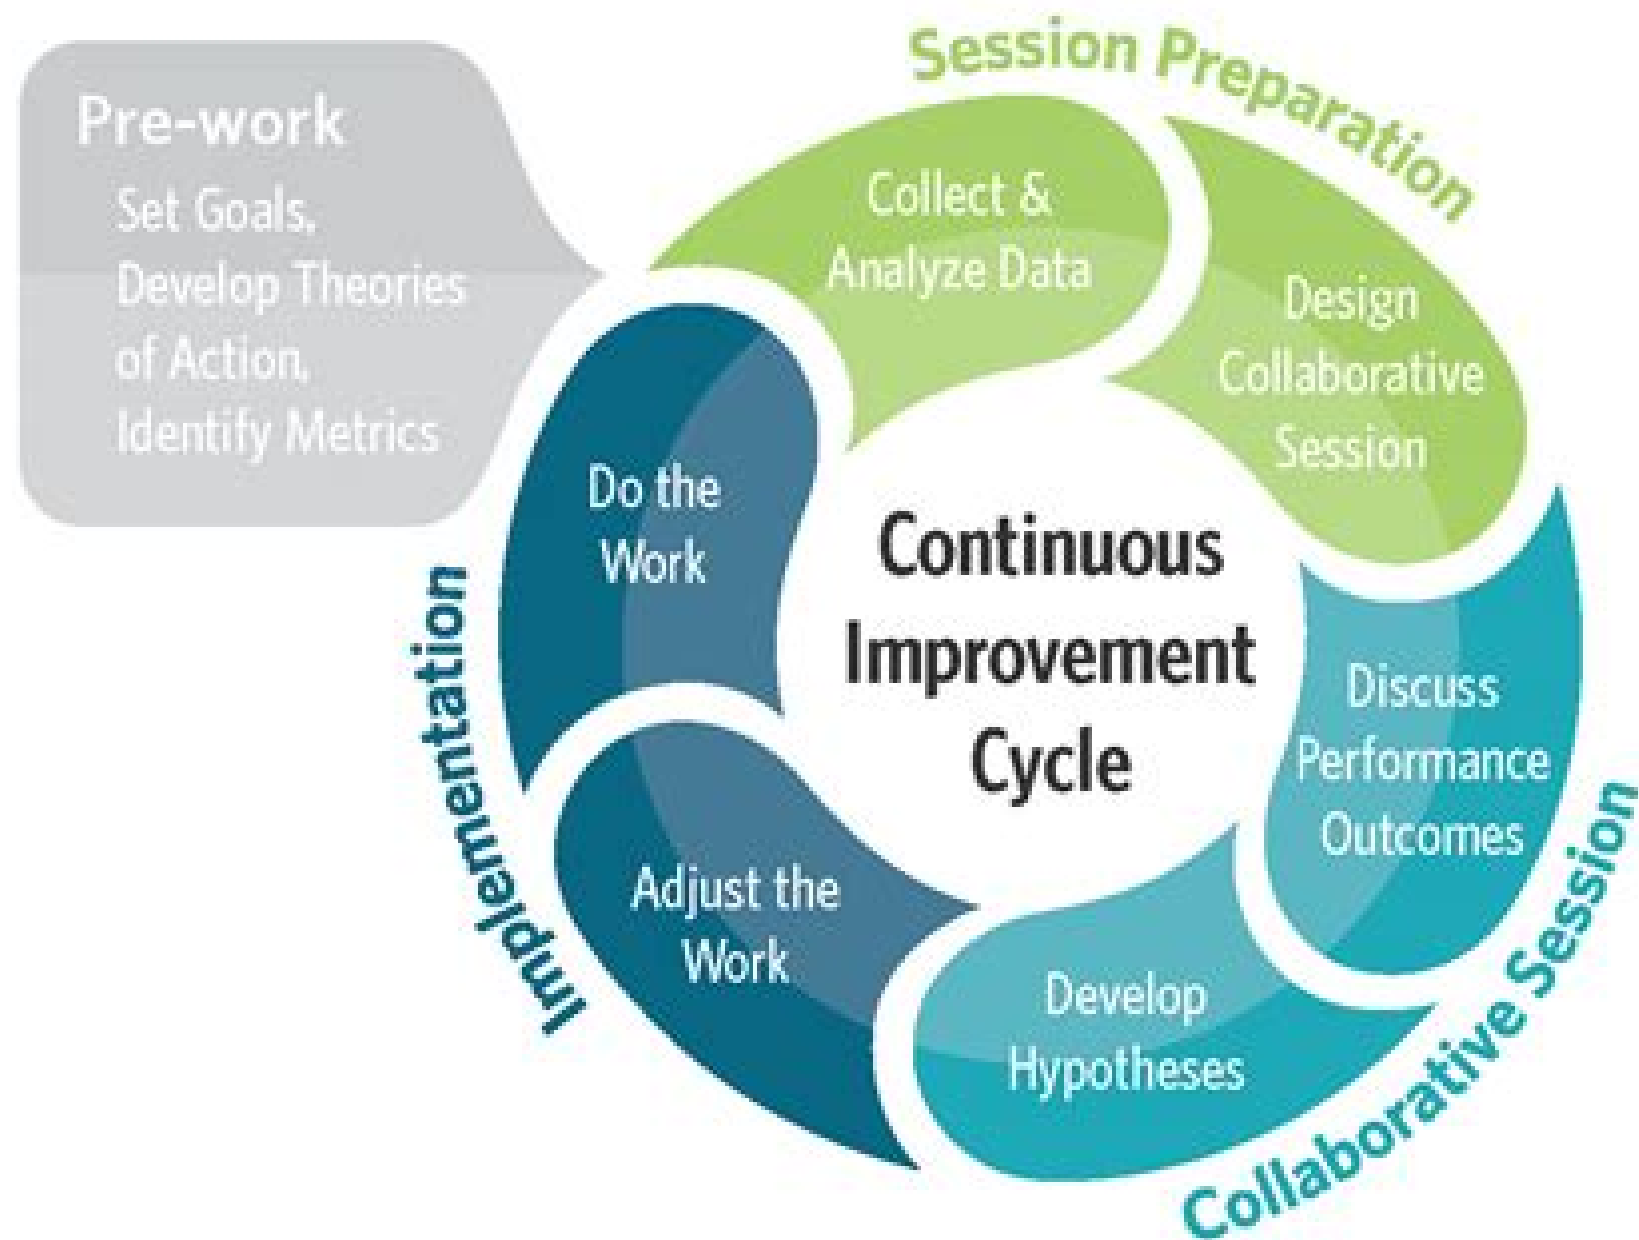 Pre-work
Set Goals,
Develop Theories
of Action,
Identify Metrics
Session Preparation
Collect &
Analyze Data
Design
Collaborative
Session
Discuss
Performance
Outcomes
Collaborative Session
Develop
Hypotheses
Adjust the
Work
Implementation
Do the
Work
Continuous
Improvement
Cycle